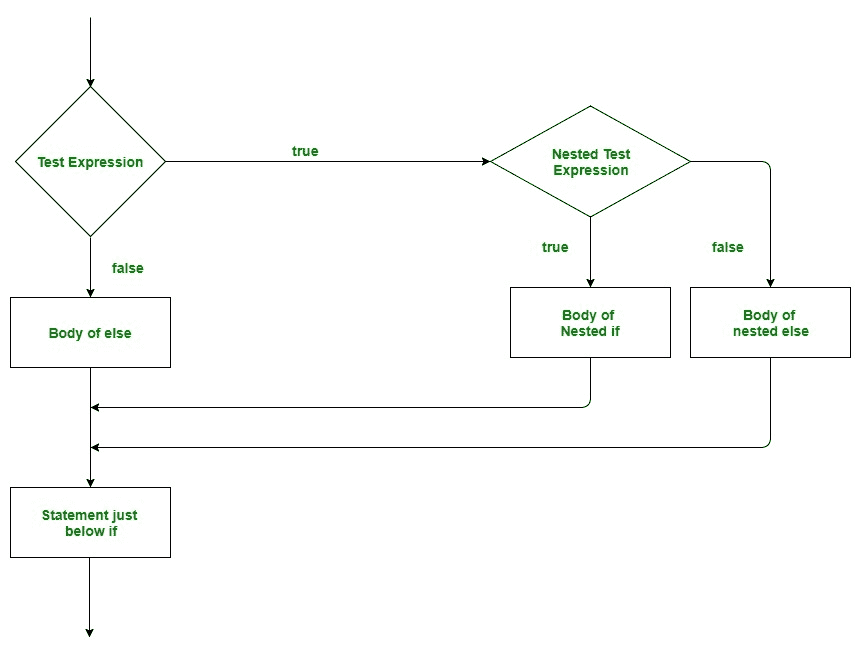 true
Test Expression
Nested Test
Expression
true
false
false
Body of else
Body of
Nested if
Body of
nested else
Statement just
below if